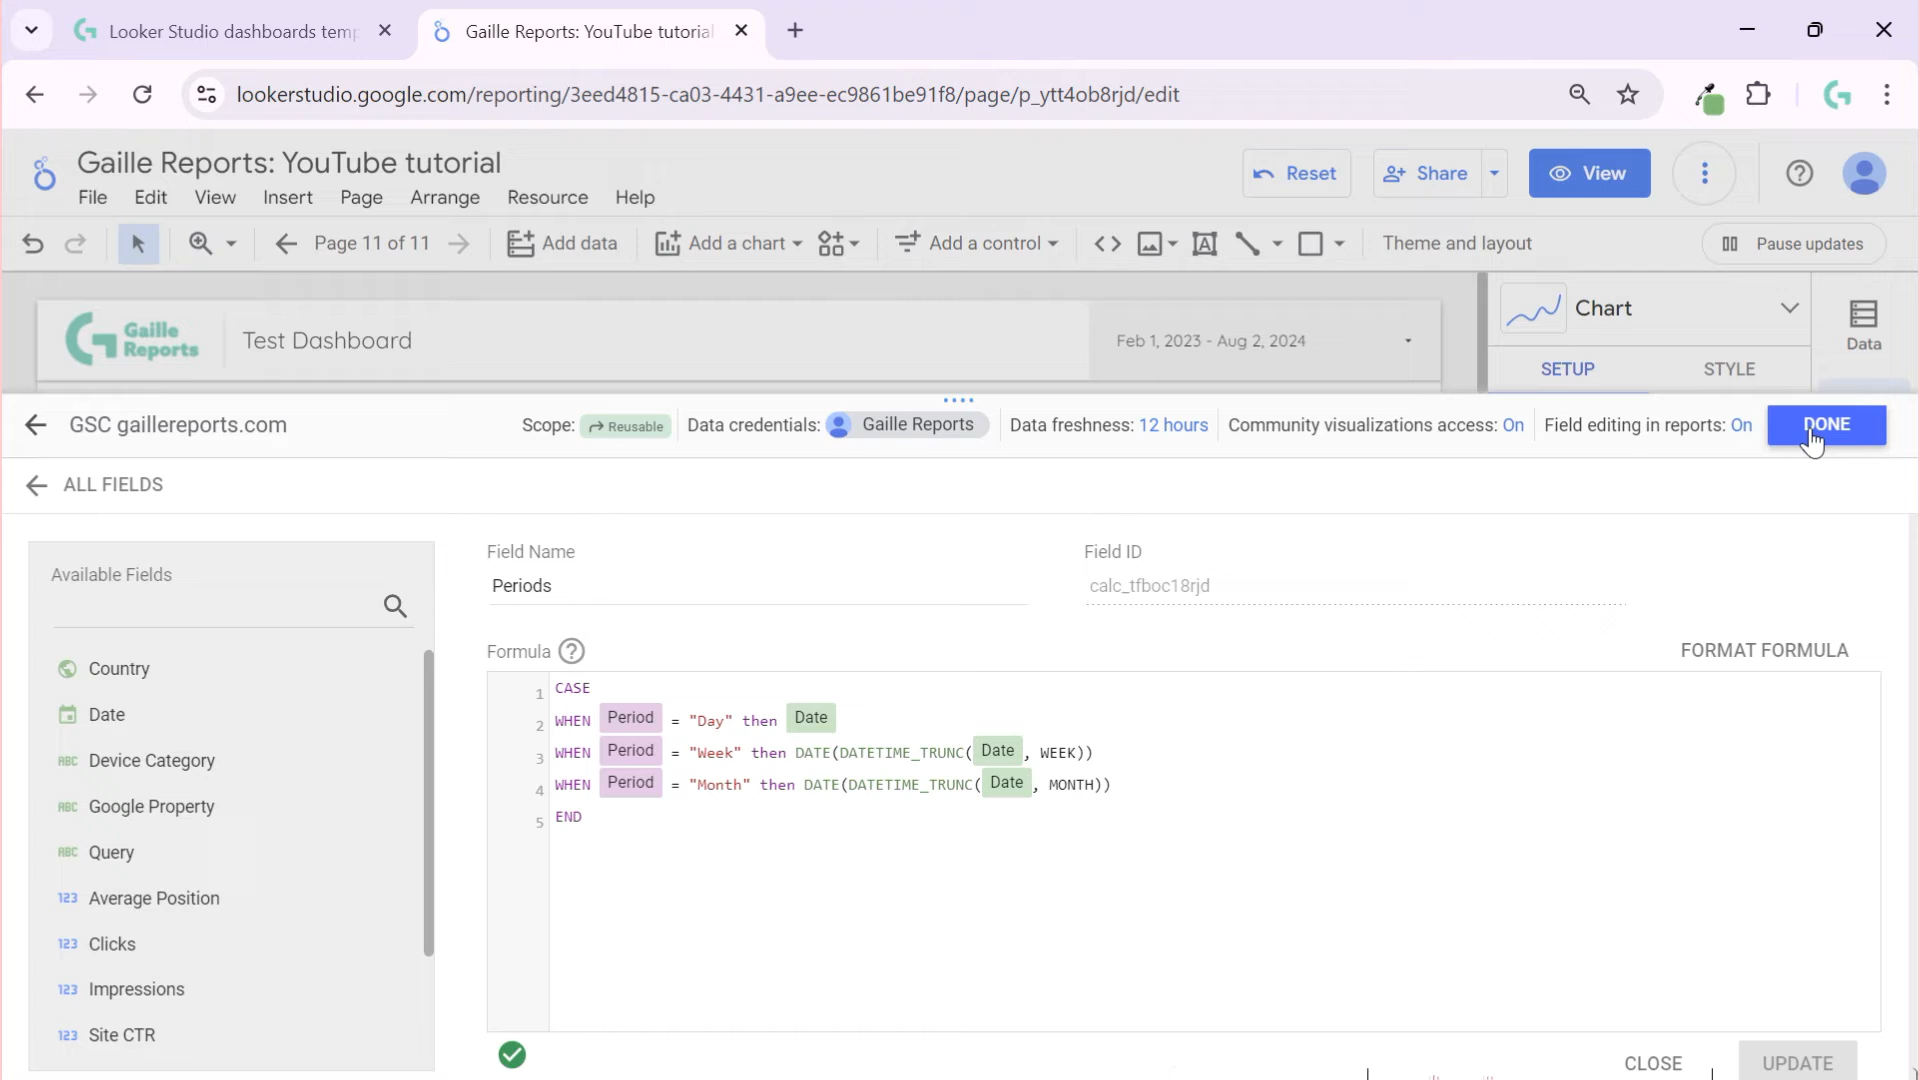 Looker Studio dashboards temp
Gaille Reports: YouTube tutorial
lookerstudio.google.com/reporting/3eed4815-ca03-4431-a9ee-ec9861be91f8/page/p_ytt4ob8rjd/edit
Gaille Reports: YouTube tutorial
File Edit View Insert Page Arrange Resource Help
Reset
Share
View
Page 11 of 11
Add data
Add a chart
Add a control
Theme and layout
Pause updates
Gaille Reports
Test Dashboard
Feb 1, 2023 - Aug 2, 2024
Chart
Data
SETUP STYLE
GSC gaillereports.com
Scope: Reusable
Data credentials: Gaille Reports
Data freshness: 12 hours
Community visualizations access: On
Field editing in reports: On
DONE
ALL FIELDS
Available Fields
Country
Date
ABC Device Category
ABC Google Property
ABC Query
123 Average Position
123 Clicks
123 Impressions
123 Site CTR
Field Name
Periods
Field ID
calc_tfboc18rjd
Formula
FORMAT FORMULA
1 CASE
2 WHEN Period = "Day" then Date
3 WHEN Period = "Week" then DATE(DATETIME_TRUNC( Date , WEEK))
4 WHEN Period = "Month" then DATE(DATETIME_TRUNC( Date , MONTH))
5 END
CLOSE
UPDATE